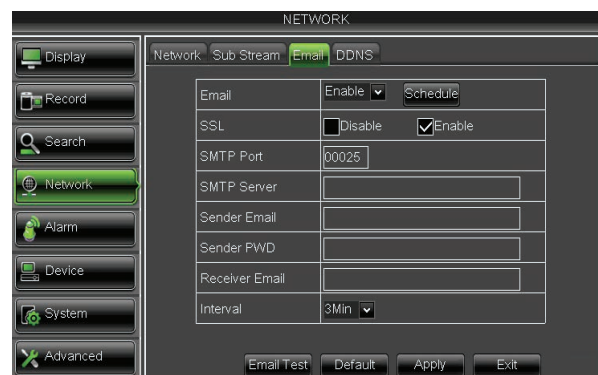 NETWORK
Display
Record
Search
Network
Alarm
Device
System
Advanced
Network Sub Stream Email DDNS
Email Enable Schedule
SSL Disable Enable
SMTP Port 00025
SMTP Server
Sender Email
Sender PWD
Receiver Email
Interval 3Min
Email Test Default Apply Exit